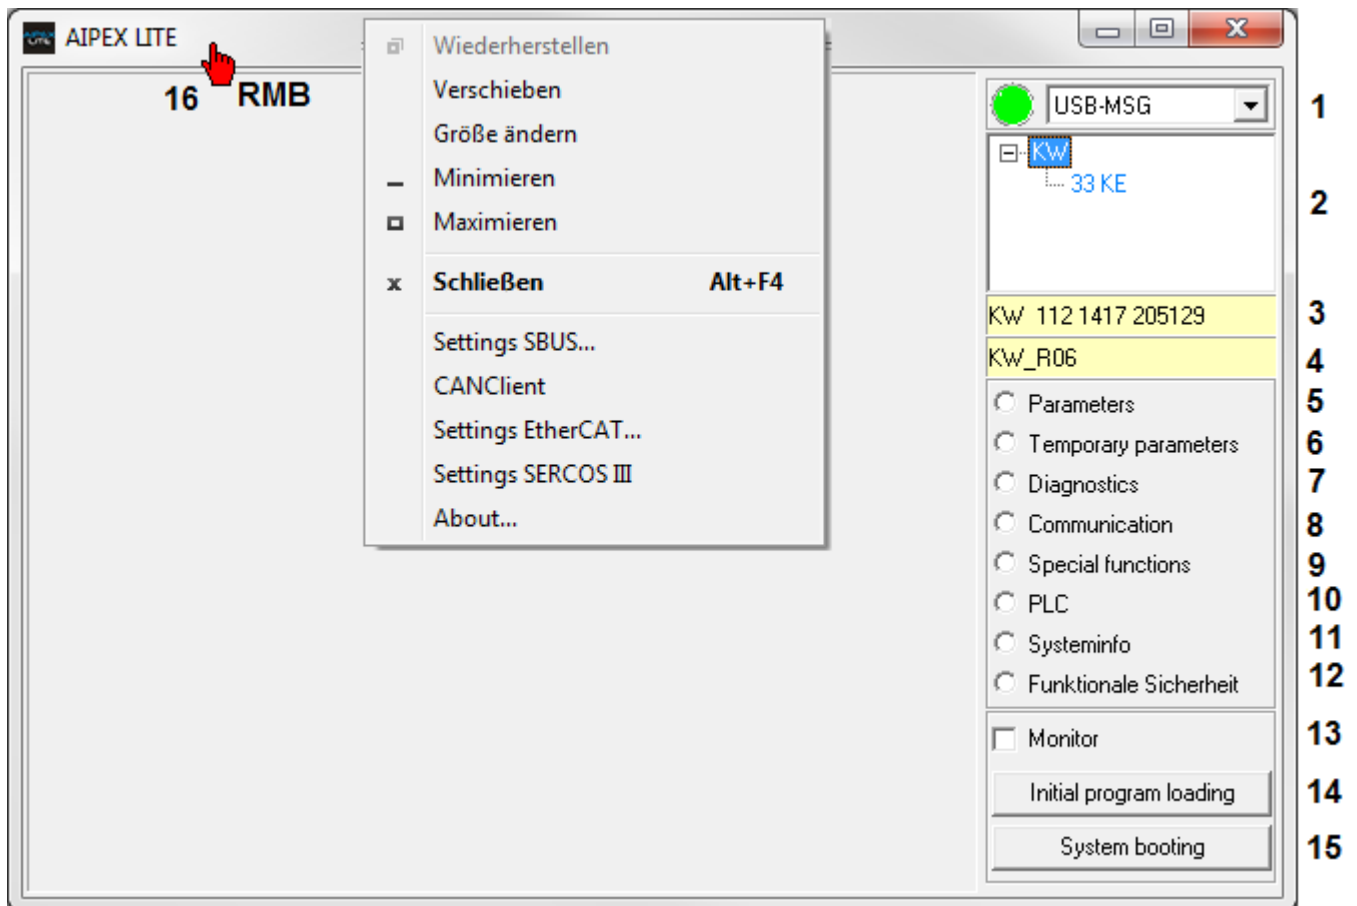 AIPEX LITE
16 RMB
Wiederherstellen
Verschieben
Größe ändern
Minimieren
Maximieren
Schließen Alt+F4
Settings SBUS...
CANClient
Settings EtherCAT...
Settings SERCOS III
About...
USB-MSG 1
KW
33 KE
2
KW 112 1417 205129 3
KW_R06 4
Parameters 5
Temporary parameters 6
Diagnostics 7
Communication 8
Special functions 9
PLC 10
Systeminfo 11
Funktionale Sicherheit 12
Monitor 13
Initial program loading 14
System booting 15